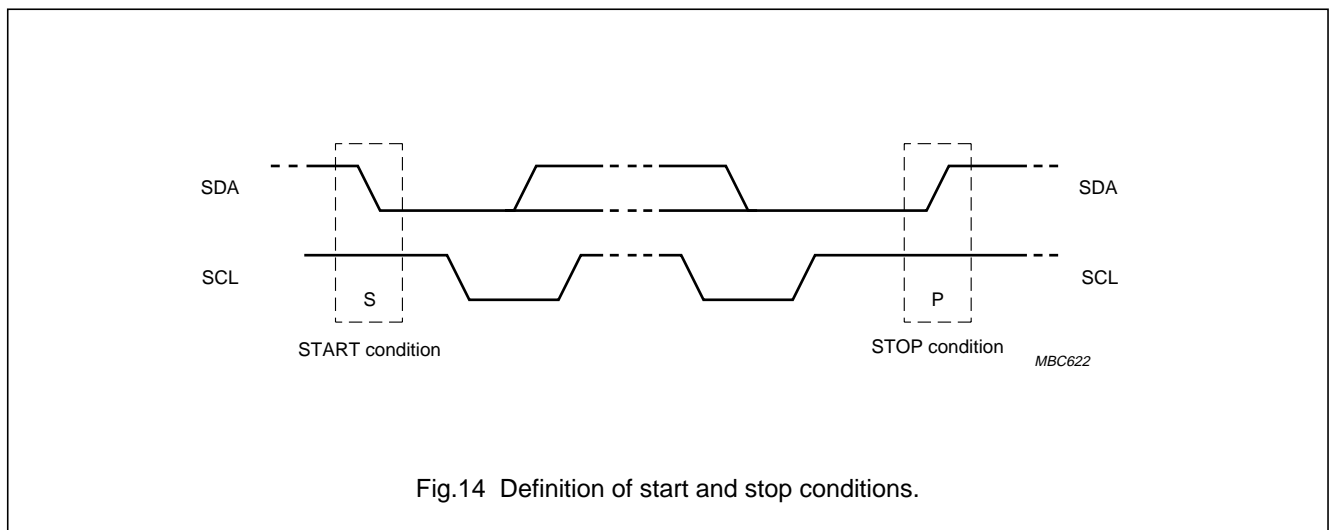 SDA
SDA
SCL
SCL
S
P
START condition
STOP condition
MBC622
Fig.14 Definition of start and stop conditions.